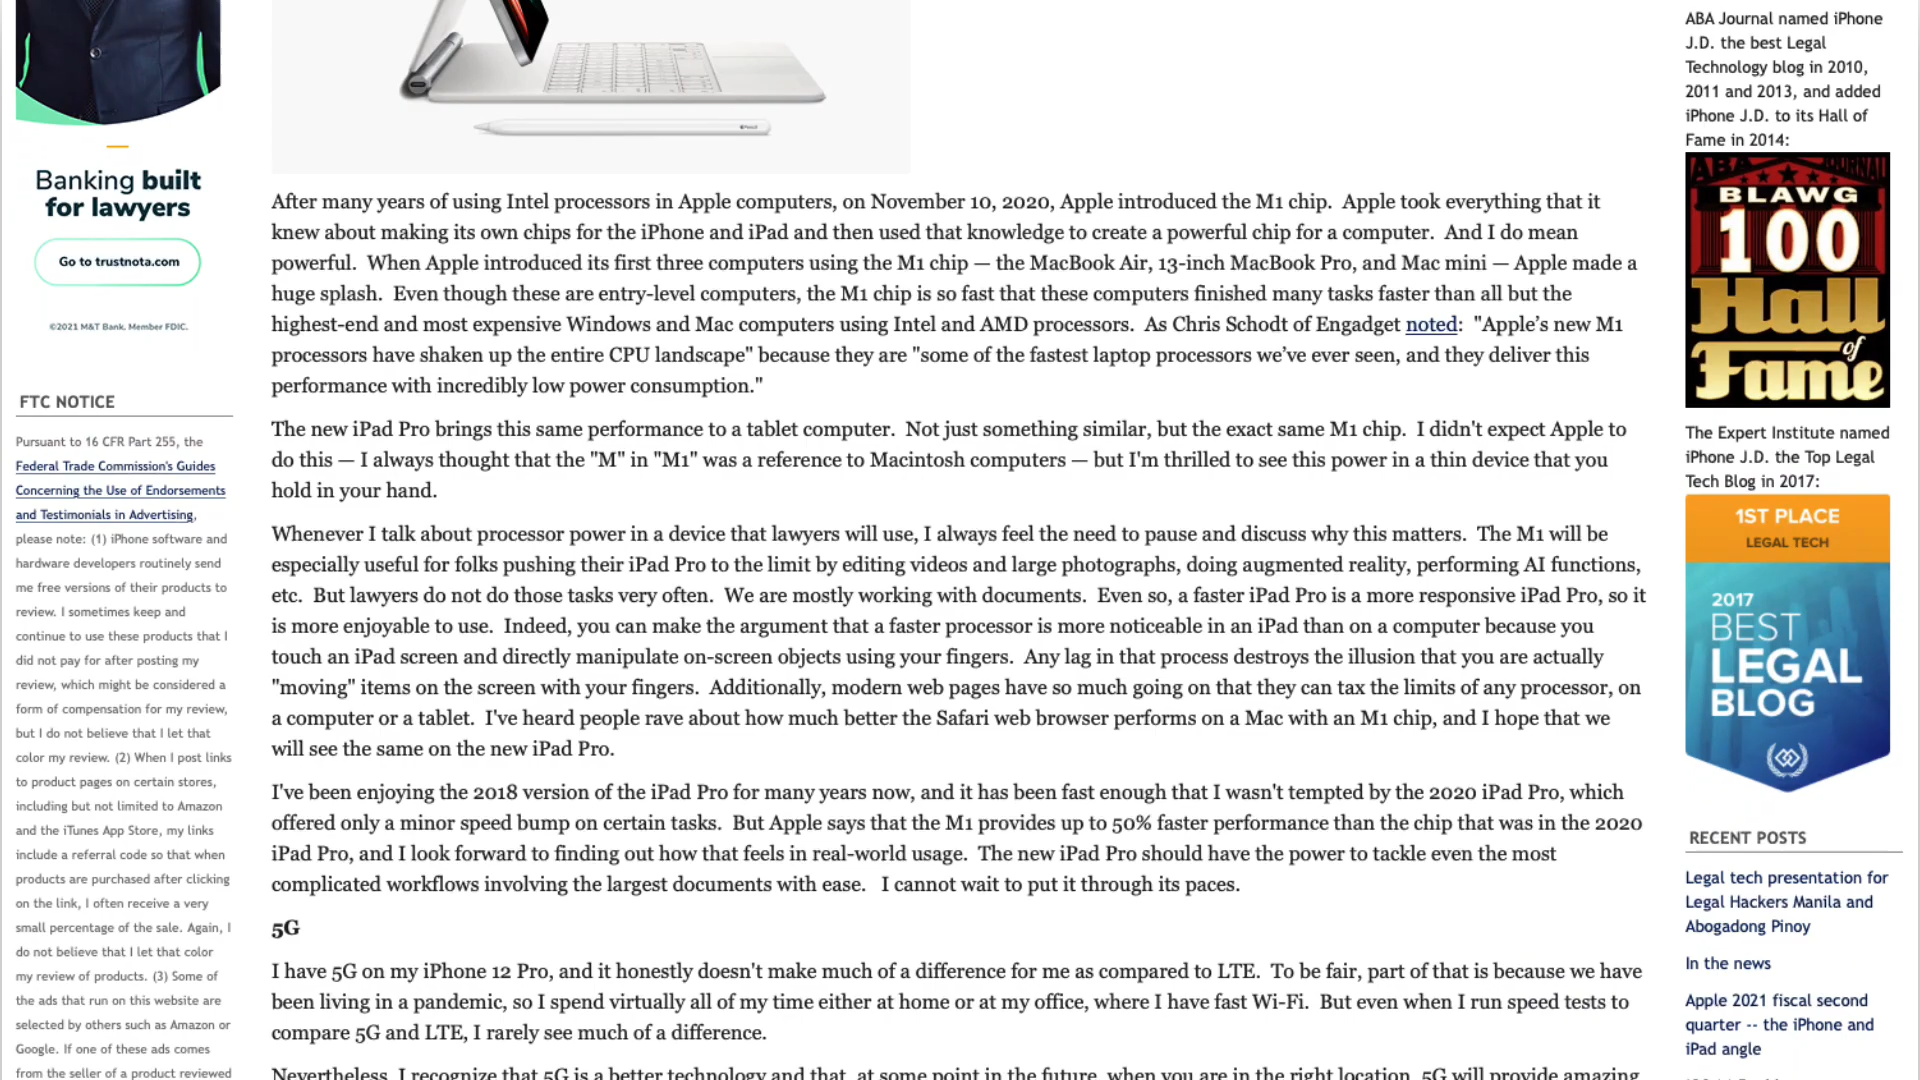 Banking built
for lawyers
Go to trustnota.com
©2021 M&T Bank. Member FDIC.
FTC NOTICE
Pursuant to 16 CFR Part 255, the
Federal Trade Commission's Guides
Concerning the Use of Endorsements
and Testimonials in Advertising,
please note: (1) iPhone software and
hardware developers routinely send
me free versions of their products to
review. I sometimes keep and
continue to use these products that I
did not pay for after posting my
review, which might be considered a
form of compensation for my review,
but I do not believe that I let that
color my review. (2) When I post links
to product pages on certain stores,
including but not limited to Amazon
and the iTunes App Store, my links
include a referral code so that when
products are purchased after clicking
on the link, I often receive a very
small percentage of the sale. Again, I
do not believe that I let that color
my review of products. (3) Some of
the ads that run on this website are
selected by others such as Amazon or
Google. If one of these ads comes
from the seller of a product reviewed
After many years of using Intel processors in Apple computers, on November 10, 2020, Apple introduced the M1 chip. Apple took everything that it
knew about making its own chips for the iPhone and iPad and then used that knowledge to create a powerful chip for a computer. And I do mean
powerful. When Apple introduced its first three computers using the M1 chip — the MacBook Air, 13-inch MacBook Pro, and Mac mini — Apple made a
huge splash. Even though these are entry-level computers, the M1 chip is so fast that these computers finished many tasks faster than all but the
highest-end and most expensive Windows and Mac computers using Intel and AMD processors. As Chris Schodt of Engadget noted: "Apple's new M1
processors have shaken up the entire CPU landscape" because they are "some of the fastest laptop processors we've ever seen, and they deliver this
performance with incredibly low power consumption."
The new iPad Pro brings this same performance to a tablet computer. Not just something similar, but the exact same M1 chip. I didn't expect Apple to
do this — I always thought that the "M" in "M1" was a reference to Macintosh computers — but I'm thrilled to see this power in a thin device that you
hold in your hand.
Whenever I talk about processor power in a device that lawyers will use, I always feel the need to pause and discuss why this matters. The M1 will be
especially useful for folks pushing their iPad Pro to the limit by editing videos and large photographs, doing augmented reality, performing AI functions,
etc. But lawyers do not do those tasks very often. We are mostly working with documents. Even so, a faster iPad Pro is a more responsive iPad Pro, so it
is more enjoyable to use. Indeed, you can make the argument that a faster processor is more noticeable in an iPad than on a computer because you
touch an iPad screen and directly manipulate on-screen objects using your fingers. Any lag in that process destroys the illusion that you are actually
"moving" items on the screen with your fingers. Additionally, modern web pages have so much going on that they can tax the limits of any processor, on
a computer or a tablet. I've heard people rave about how much better the Safari web browser performs on a Mac with an M1 chip, and I hope that we
will see the same on the new iPad Pro.
I've been enjoying the 2018 version of the iPad Pro for many years now, and it has been fast enough that I wasn't tempted by the 2020 iPad Pro, which
offered only a minor speed bump on certain tasks. But Apple says that the M1 provides up to 50% faster performance than the chip that was in the 2020
iPad Pro, and I look forward to finding out how that feels in real-world usage. The new iPad Pro should have the power to tackle even the most
complicated workflows involving the largest documents with ease. I cannot wait to put it through its paces.
5G
I have 5G on my iPhone 12 Pro, and it honestly doesn't make much of a difference for me as compared to LTE. To be fair, part of that is because we have
been living in a pandemic, so I spend virtually all of my time either at home or at my office, where I have fast Wi-Fi. But even when I run speed tests to
compare 5G and LTE, I rarely see much of a difference.
Nevertheless, I recognize that 5G is a better technology and that, at some point in the future, when you are in the right location, 5G will provide amazing
ABA Journal named iPhone
J.D. the best Legal
Technology blog in 2010,
2011 and 2013, and added
iPhone J.D. to its Hall of
Fame in 2014:
ABA JOURNAL
BLAWG
100
Hall
of
Fame
The Expert Institute named
iPhone J.D. the Top Legal
Tech Blog in 2017:
1ST PLACE
LEGAL TECH
2017
BEST
LEGAL
BLOG
RECENT POSTS
Legal tech presentation for
Legal Hackers Manila and
Abogadong Pinoy
In the news
Apple 2021 fiscal second
quarter -- the iPhone and
iPad angle